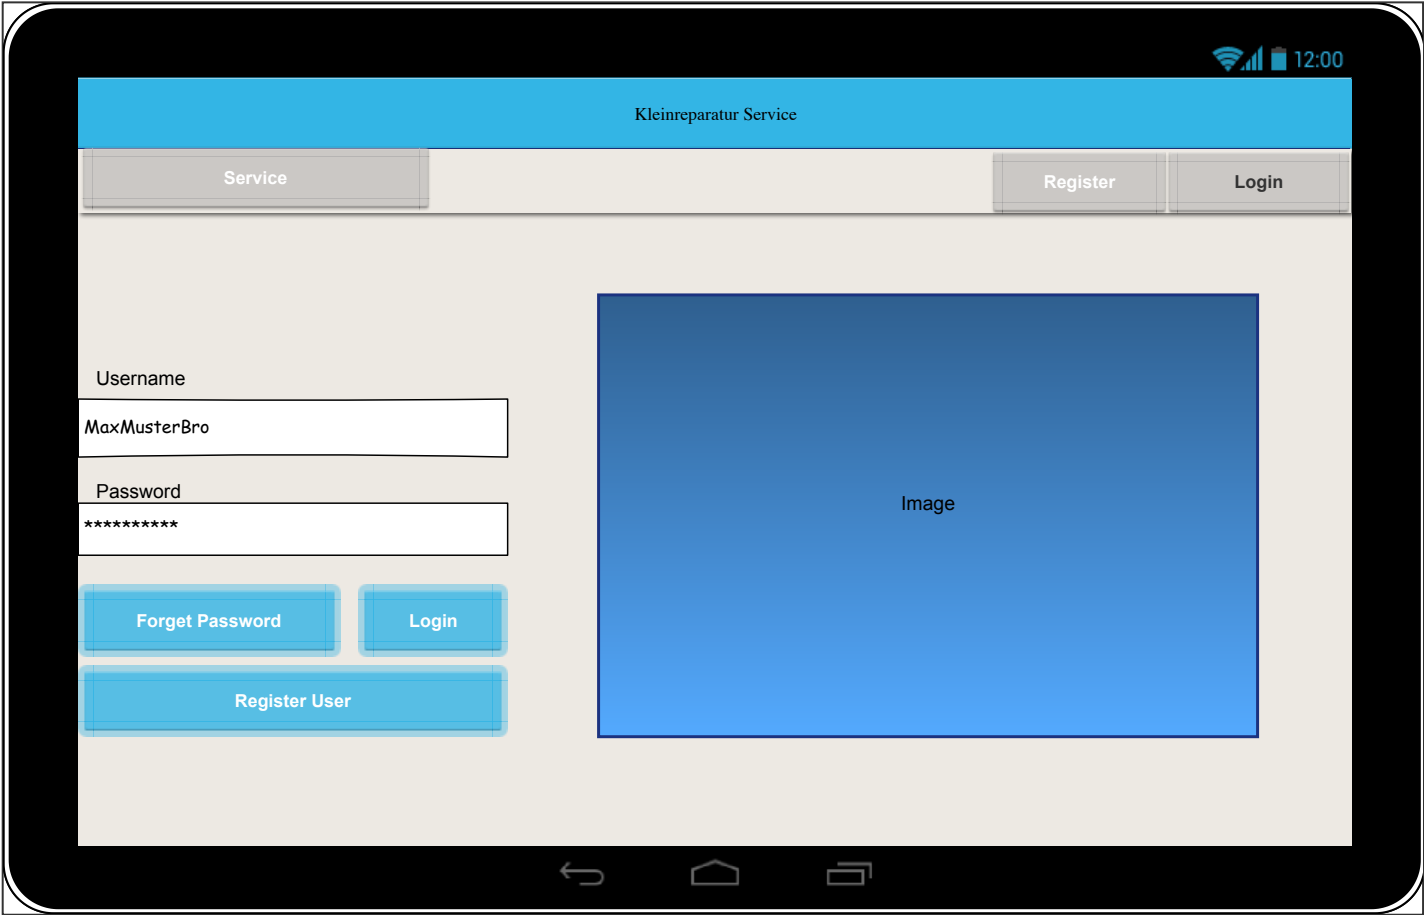 12:00
Kleinreparatur Service
Service
Register
Login
Username
MaxMusterBro
Password
**********
Image
Forget Password
Login
Register User